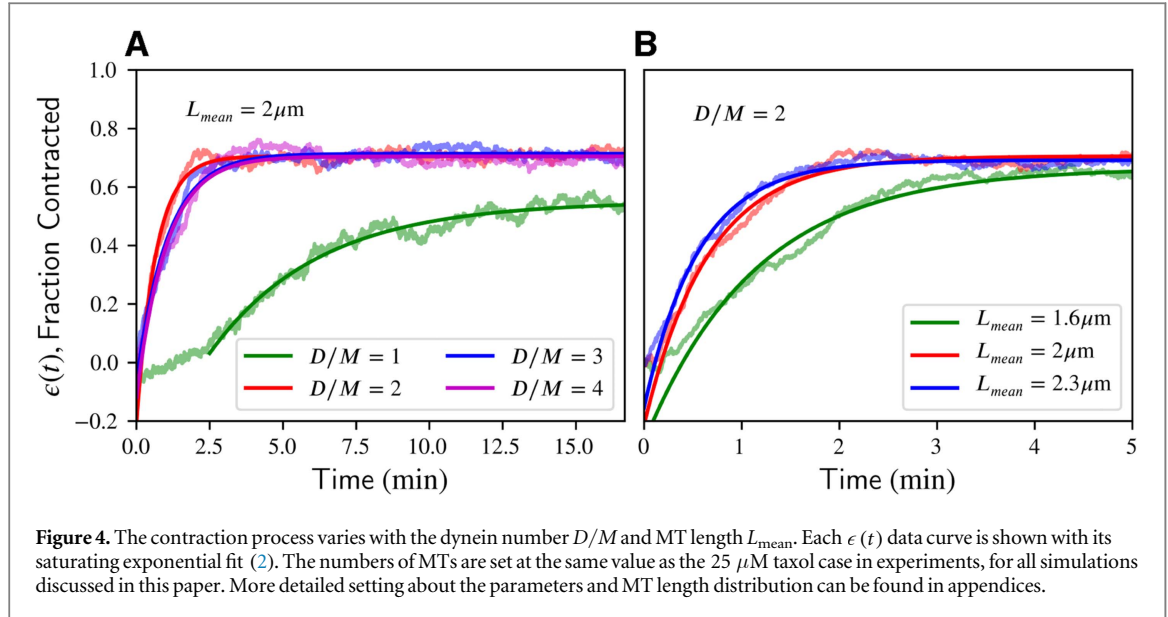 A
B
ϵ(t), Fraction Contracted
1.0
0.8
0.6
0.4
0.2
0.0
−0.2
L_mean = 2μm
D/M = 1
D/M = 2
D/M = 3
D/M = 4
0.0 2.5 5.0 7.5 10.0 12.5 15.0
Time (min)
D/M = 2
L_mean = 1.6μm
L_mean = 2μm
L_mean = 2.3μm
0 1 2 3 4 5
Time (min)
Figure 4. The contraction process varies with the dynein number D/M and MT length L_mean. Each ϵ (t) data curve is shown with its
saturating exponential fit (2). The numbers of MTs are set at the same value as the 25 μM taxol case in experiments, for all simulations
discussed in this paper. More detailed setting about the parameters and MT length distribution can be found in appendices.